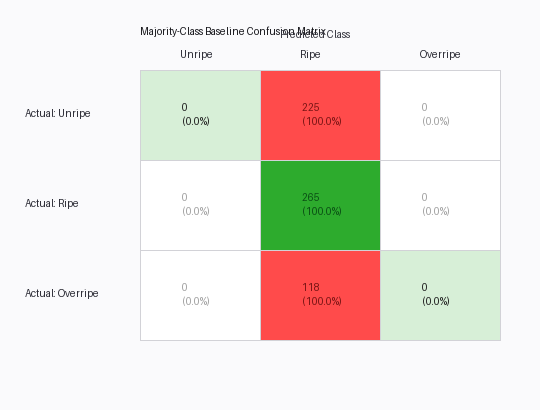 Majority-Class Baseline Confusion Matrix
Predicted Class
Unripe Ripe Overripe
Actual: Unripe
0 225 0
(0.0%) (100.0%) (0.0%)
Actual: Ripe
0 265 0
(0.0%) (100.0%) (0.0%)
Actual: Overripe
0 118 0
(0.0%) (100.0%) (0.0%)